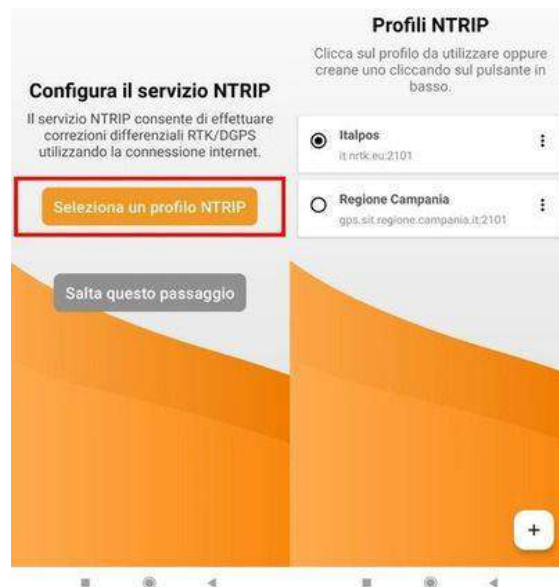 Configura il servizio NTRIP
Il servizio NTRIP consente di effettuare
correzioni differenziali RTK/DGPS
utilizzando la connessione internet.
Seleziona un profilo NTRIP
Salta questo passaggio
Profili NTRIP
Clicca sul profilo da utilizzare oppure
creane uno cliccando sul pulsante in
basso.
Italpos
it.nrtk.eu:2101
Regione Campania
gps.sit.regione.campania.it:2101
+